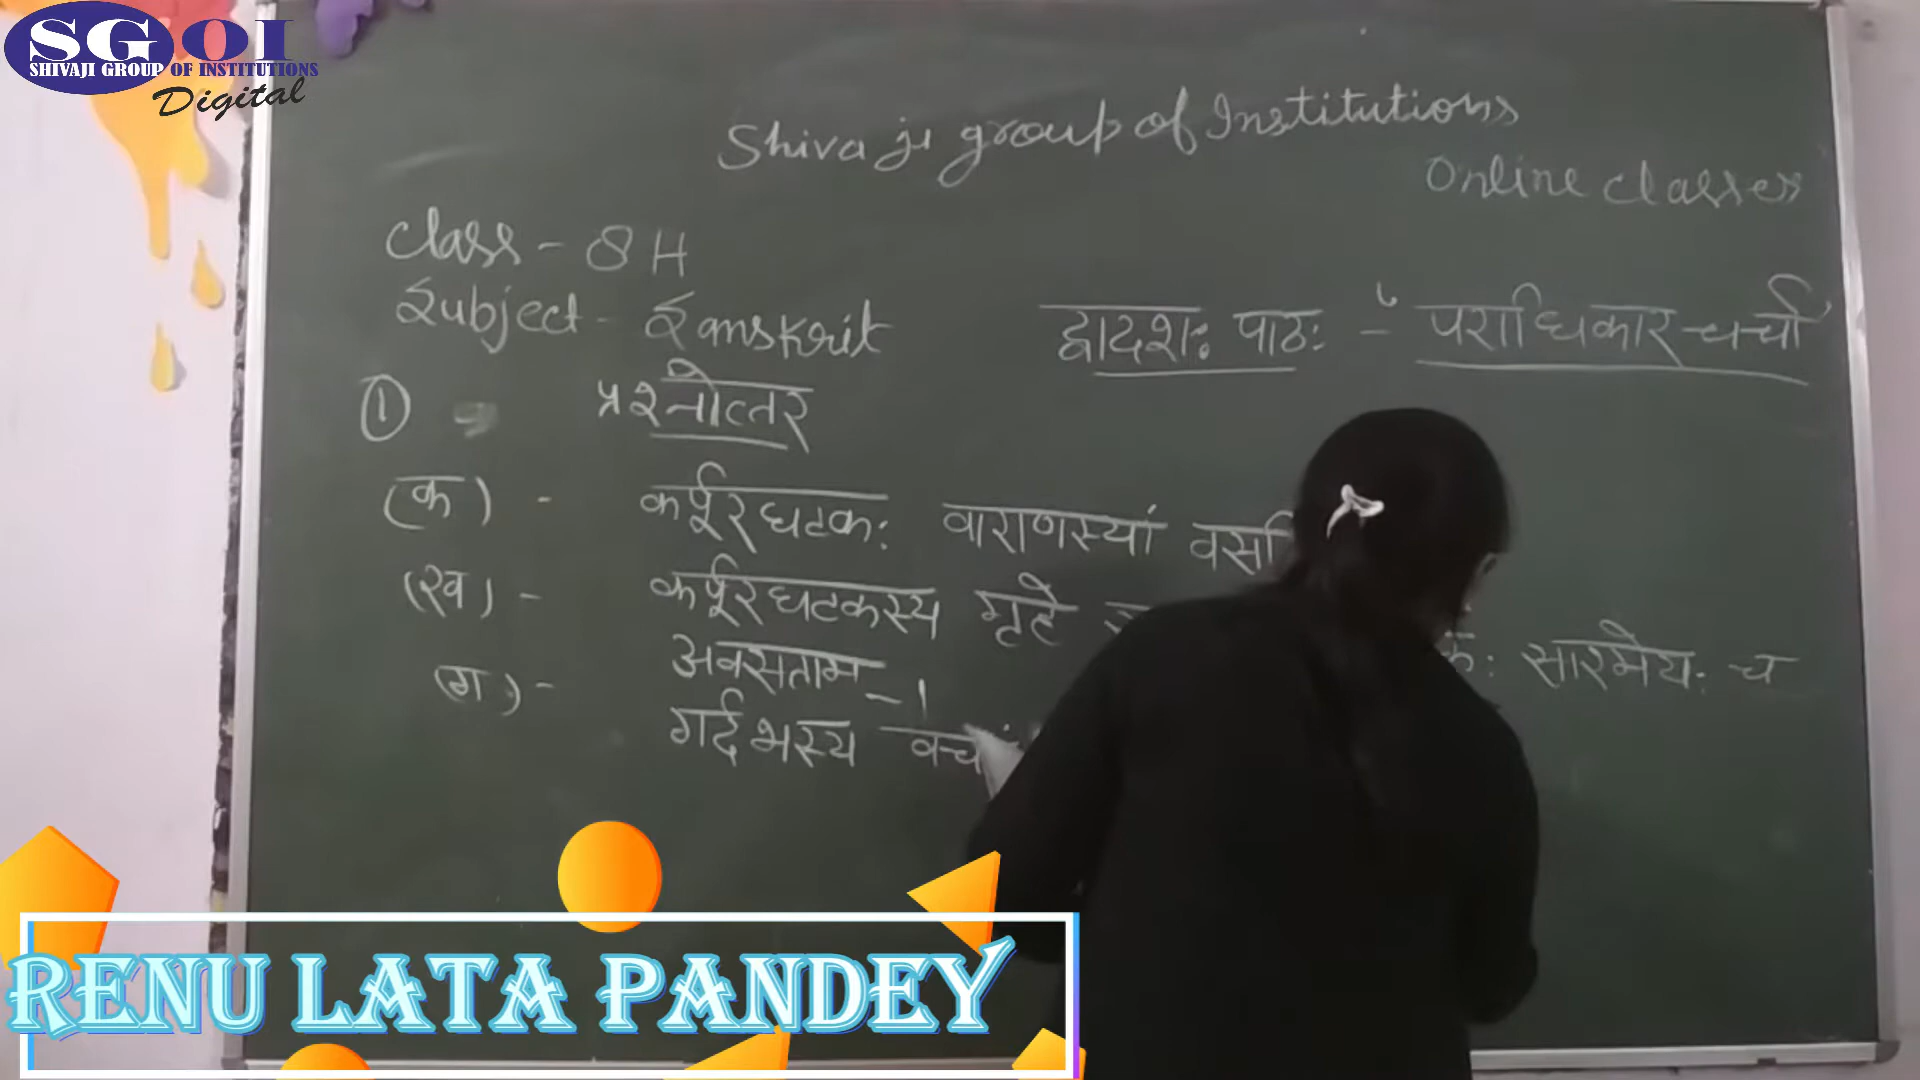 SGOI
SHIVAJI GROUP OF INSTITUTIONS
Digital
Shivaji group of Institutions
Online classes
Class - 8 H
Subject - Sanskrit
द्वादशः पाठः - पराधिकार-चर्चा
१ प्रश्नोत्तर
(क) - कर्पूरघटकः वाराणस्यां
(ख) - कर्पूरघटकस्य गृहे सारमेयः च
अवसताम्।
(ग) - गर्दभस्य
RENU LATA PANDEY